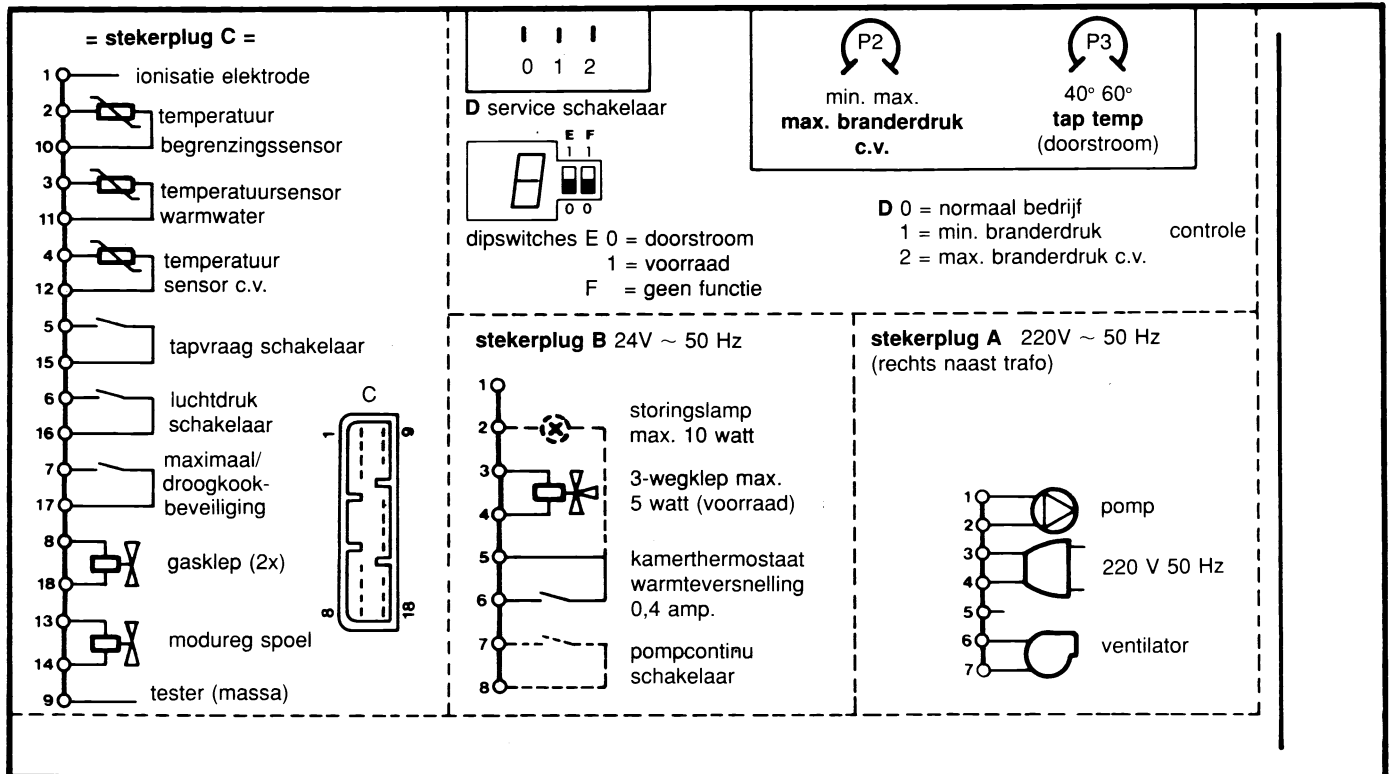 = stekerplug C =
1 ionisatie elektrode
2 temperatuur
10 begrenzingssensor
3 temperatuursensor
11 warmwater
4 temperatuur
12 sensor c.v.
5
tapvraag schakelaar
15
6 luchtdruk
schakelaar
16
7 maximaal/
droogkook-
17 beveiliging
8
gasklep (2x)
18
13
modureg spoel
14
9 tester (massa)
C
1 9
8 18
0 1 2
D service schakelaar
E F
1 1
0 0
dipswitches E 0 = doorstroom
1 = voorraad
F = geen functie
P2
min. max.
max. branderdruk
c.v.
P3
40° 60°
tap temp
(doorstroom)
D 0 = normaal bedrijf
1 = min. branderdruk controle
2 = max. branderdruk c.v.
stekerplug B 24V ~ 50 Hz
1
storingslamp
2 max. 10 watt
3 3-wegklep max.
5 watt (voorraad)
4
5 kamerthermostaat
warmteversnelling
6 0,4 amp.
7 pompcontinu
schakelaar
8
stekerplug A 220V ~ 50 Hz
(rechts naast trafo)
1
pomp
2
3
220 V 50 Hz
4
5
6
ventilator
7